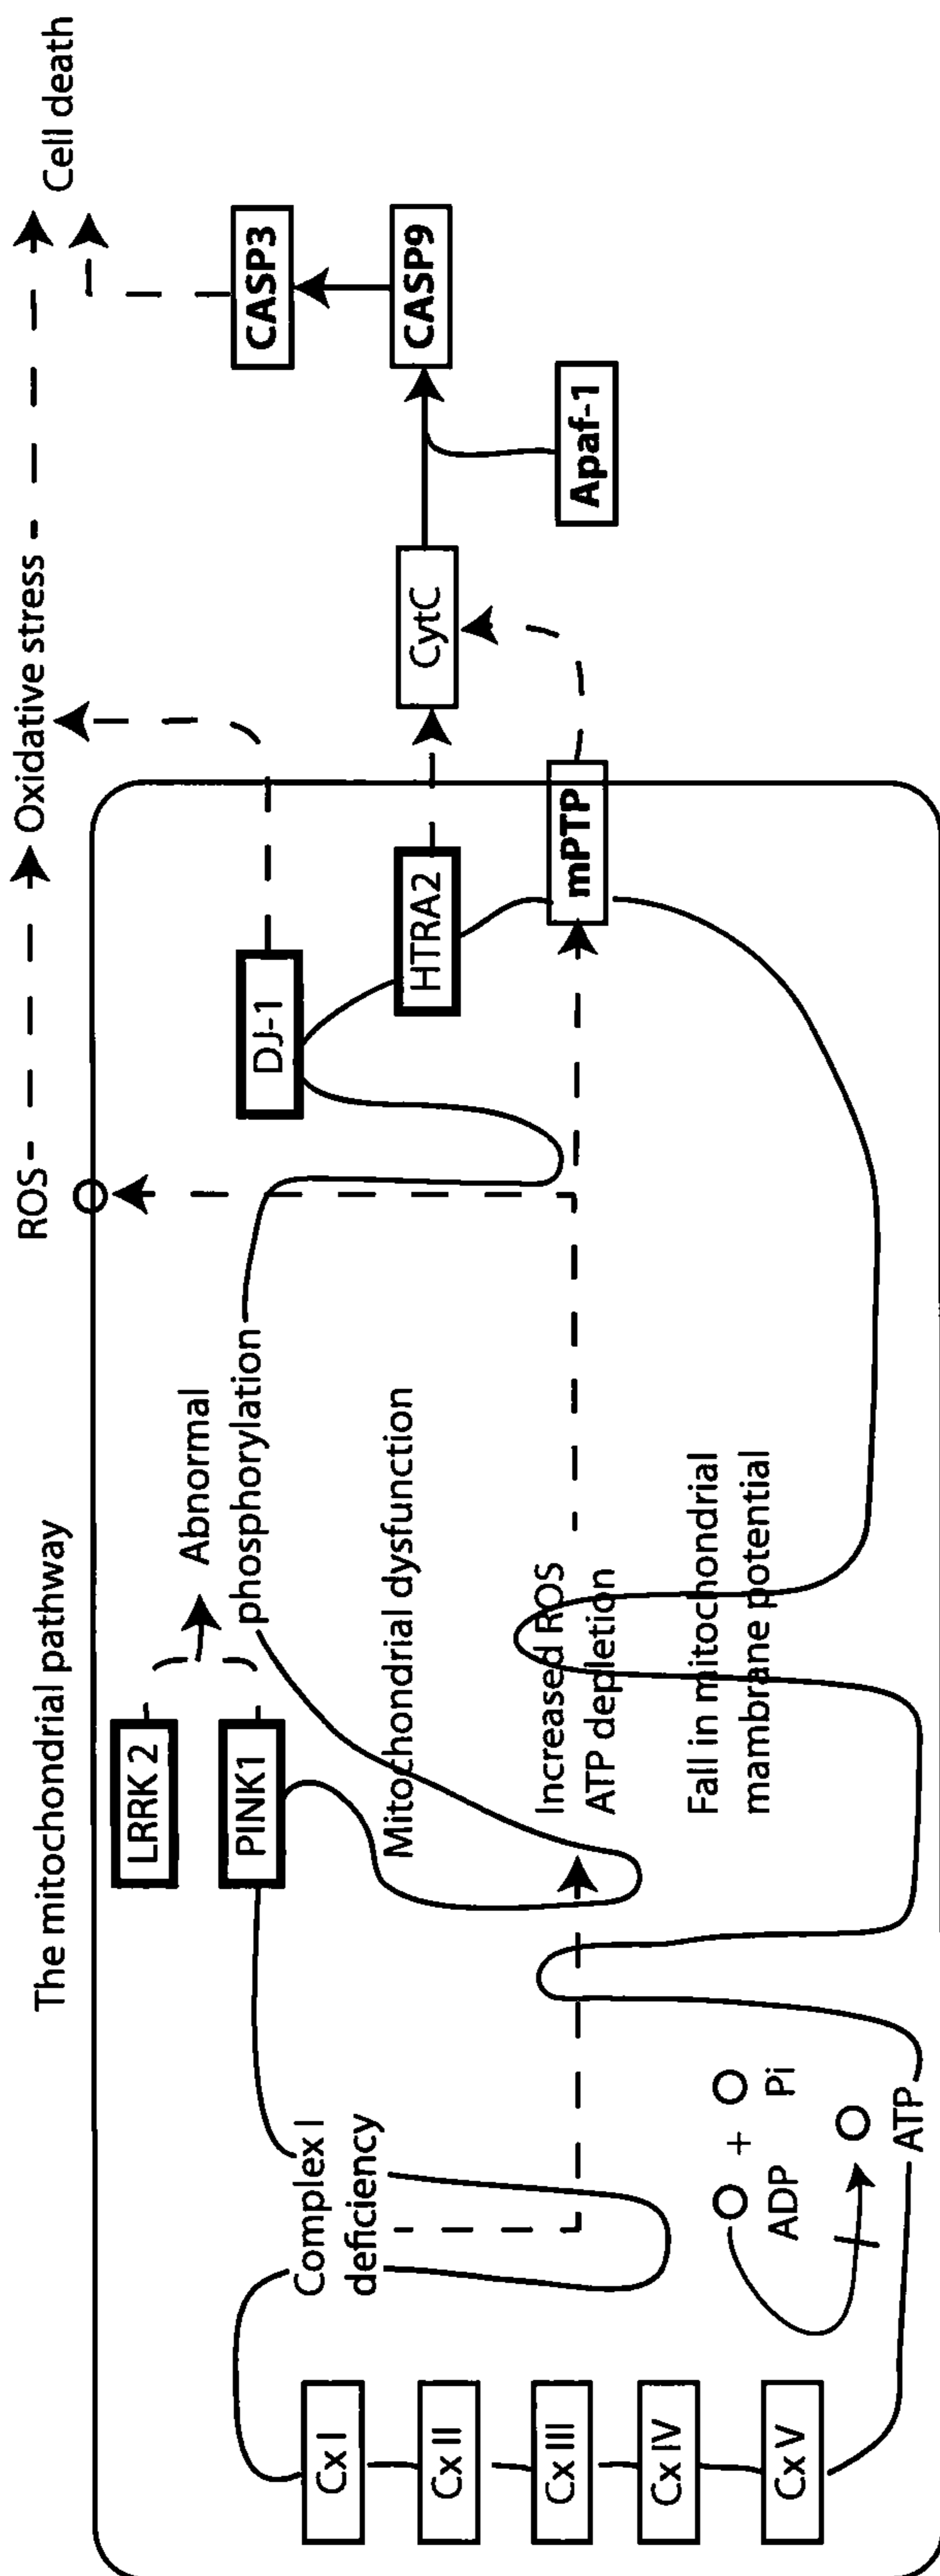 The mitochondrial pathway
ROS
Oxidative stress
Cell death
LRRK 2
PINK1
Abnormal
phosphorylation
DJ-1
CASP3
Complex I
deficiency
Mitochondrial dysfunction
HTRA2
CytC
CASP9
Cx I
Cx II
Cx III
Cx IV
Cx V
Increased ROS
ATP depletion
mPTP
Apaf-1
Fall in mitochondrial
mambrane potential
+
ADP
Pi
ATP